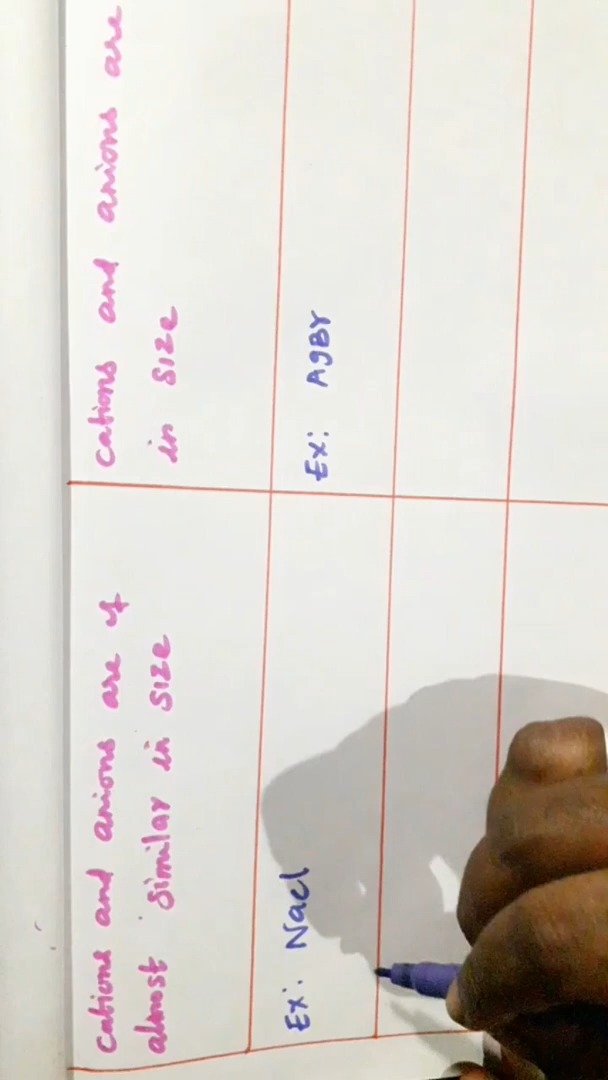 cations and anions are of
almost similar in size
Ex: Nacl
cations and anions are
in size
Ex: AgBr